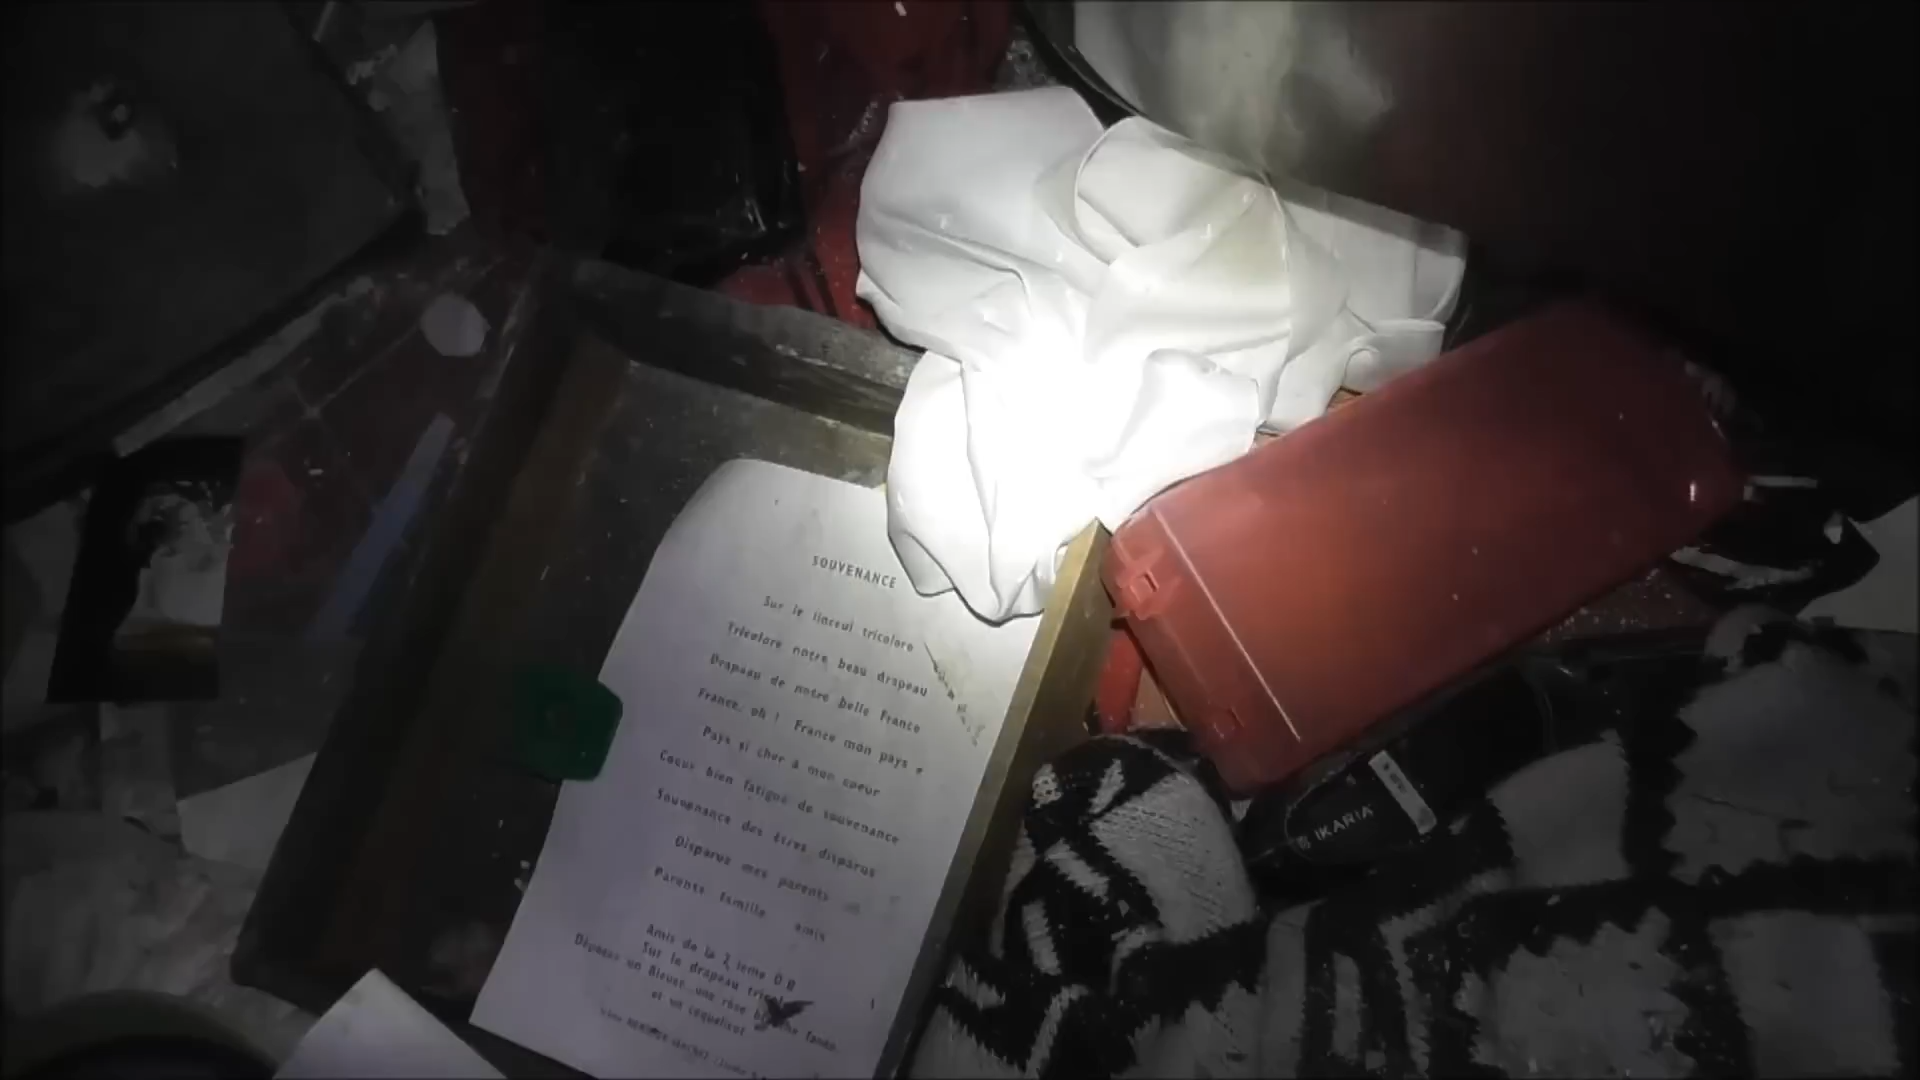 SOUVENANCE
Sur le linceul tricolore
Tricolore notre beau drapeau
Drapeau de notre belle France
France, oh ! France mon pays
Pays si cher à mon coeur
Coeur bien fatigué de souvenance
Souvenance des êtres disparus
Disparus mes parents
Parents famille amis
Amis de la 2 ieme D B
Sur le drapeau
Déposez un Bleuet une rose
et un coquelicot
IKARIA